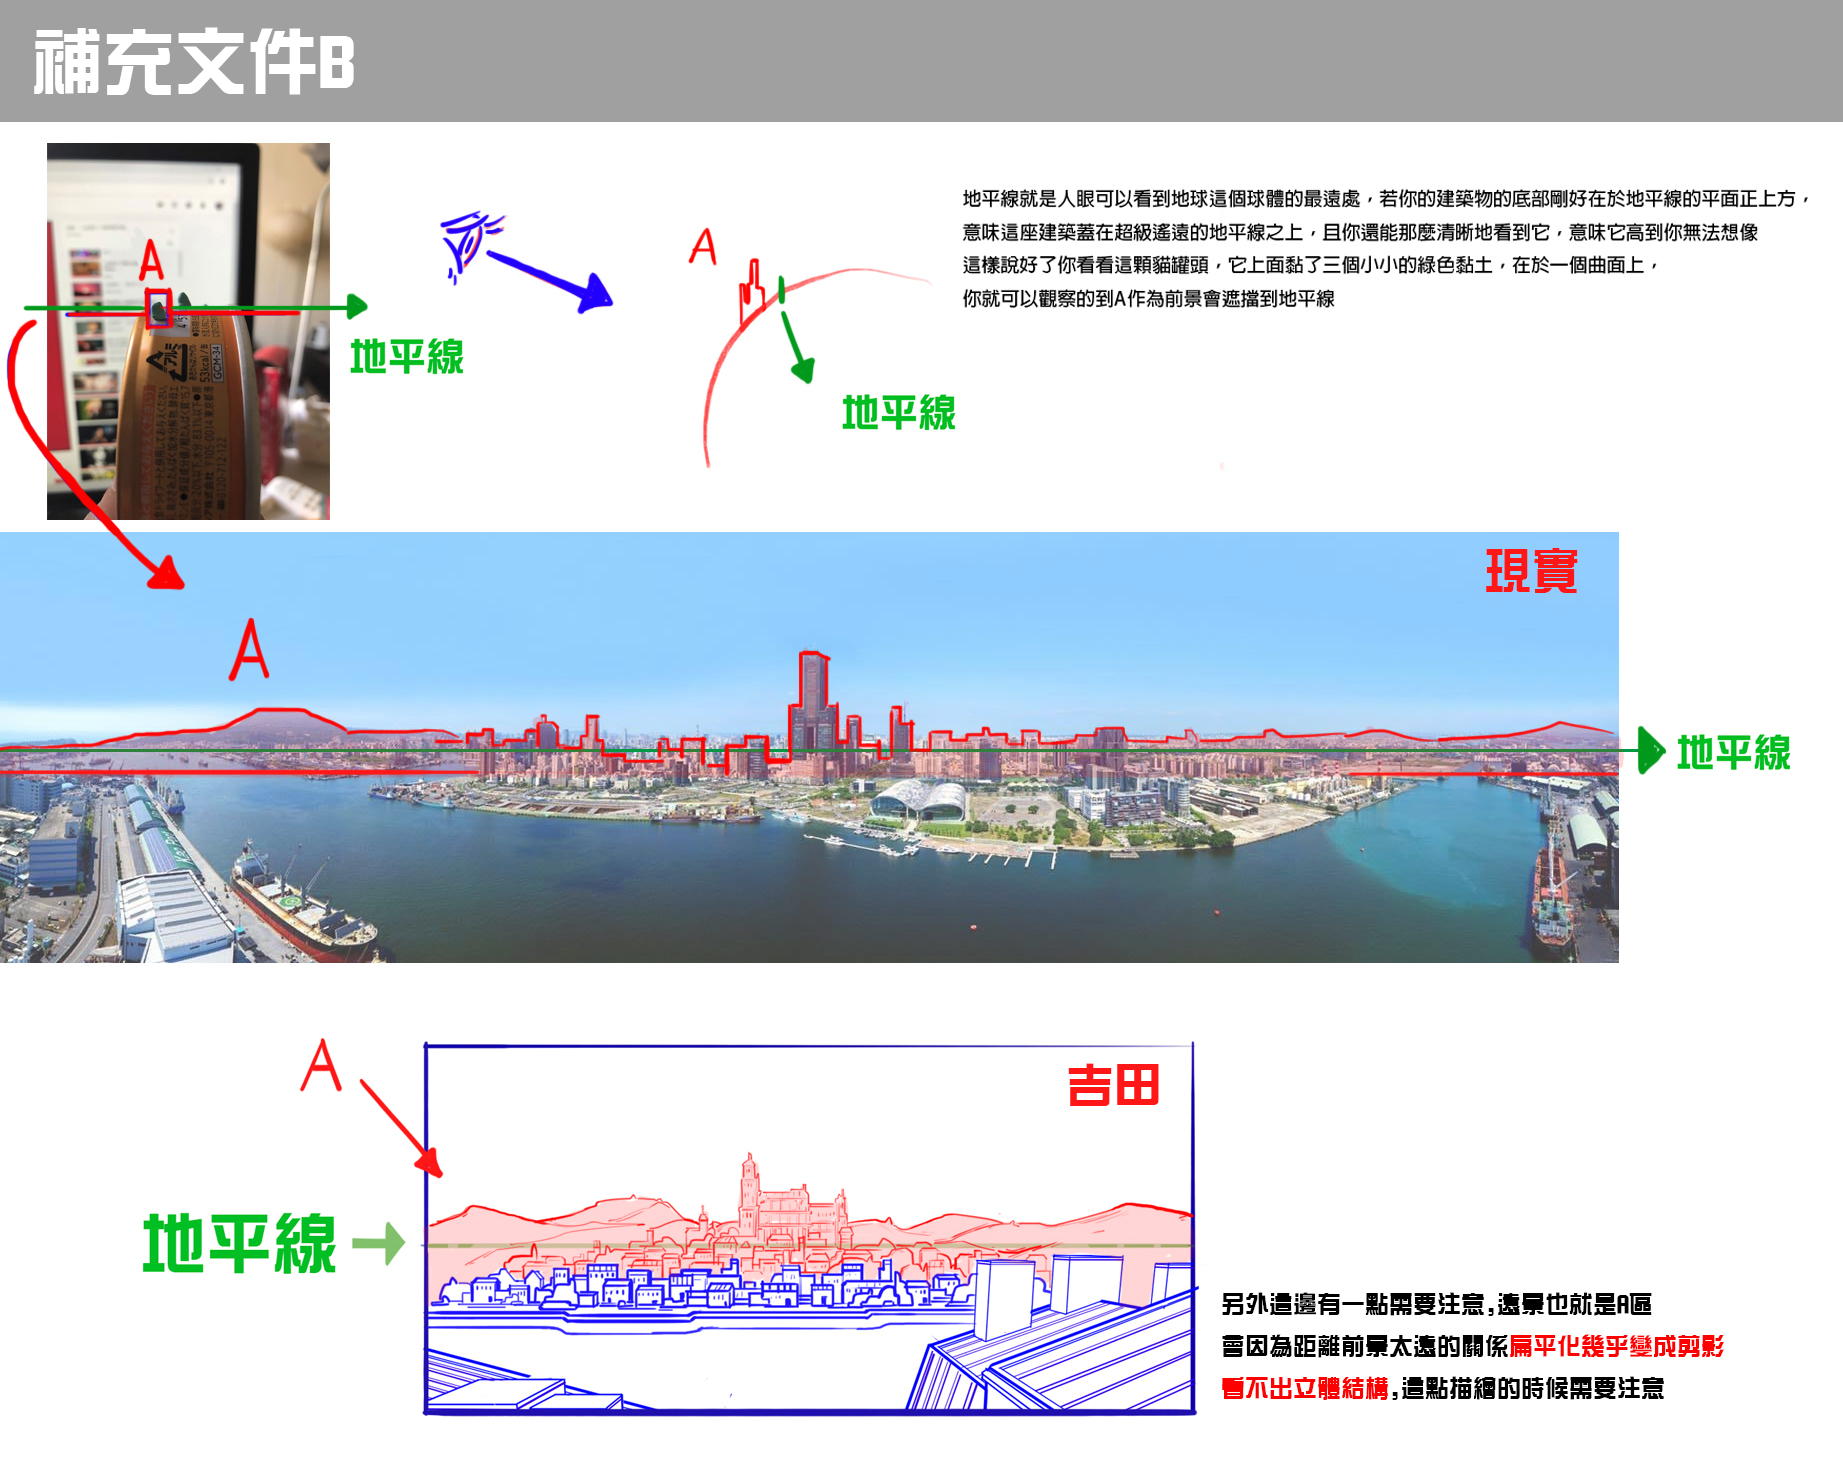 補充文件B
A
地平線
A
地平線
地平線就是人眼可以看到地球這個球體的最遠處，若你的建築物的底部剛好在於地平線的平面正上方，
意味這座建築蓋在超級遙遠的地平線之上，且你還能那麼清晰地看到它，意味它高到你無法想像
這樣說好了你看看這顆貓罐頭，它上面黏了三個小小的綠色黏土，在於一個曲面上，
你就可以觀察的到A作為前景會遮擋到地平線
アルミ
53kcal/B
GCM-34
現實
A
地平線
A
吉田
地平線
另外這邊有一點需要注意,遠景也就是A區
會因為距離前景太遠的關係扁平化幾乎變成剪影
看不出立體結構,這點描繪的時候需要注意